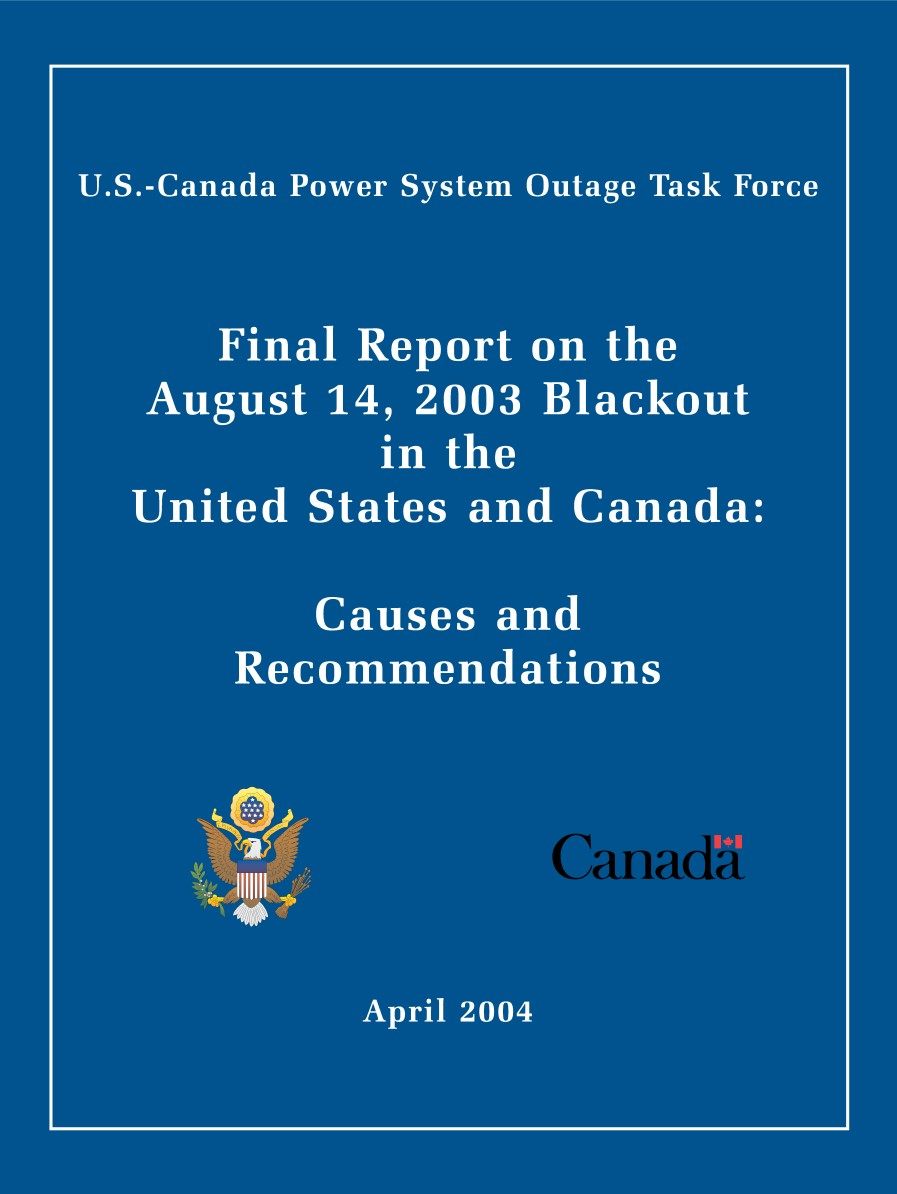 U.S.-Canada Power System Outage Task Force
Final Report on the
August 14, 2003 Blackout
in the
United States and Canada:
Causes and
Recommendations
Canada
April 2004